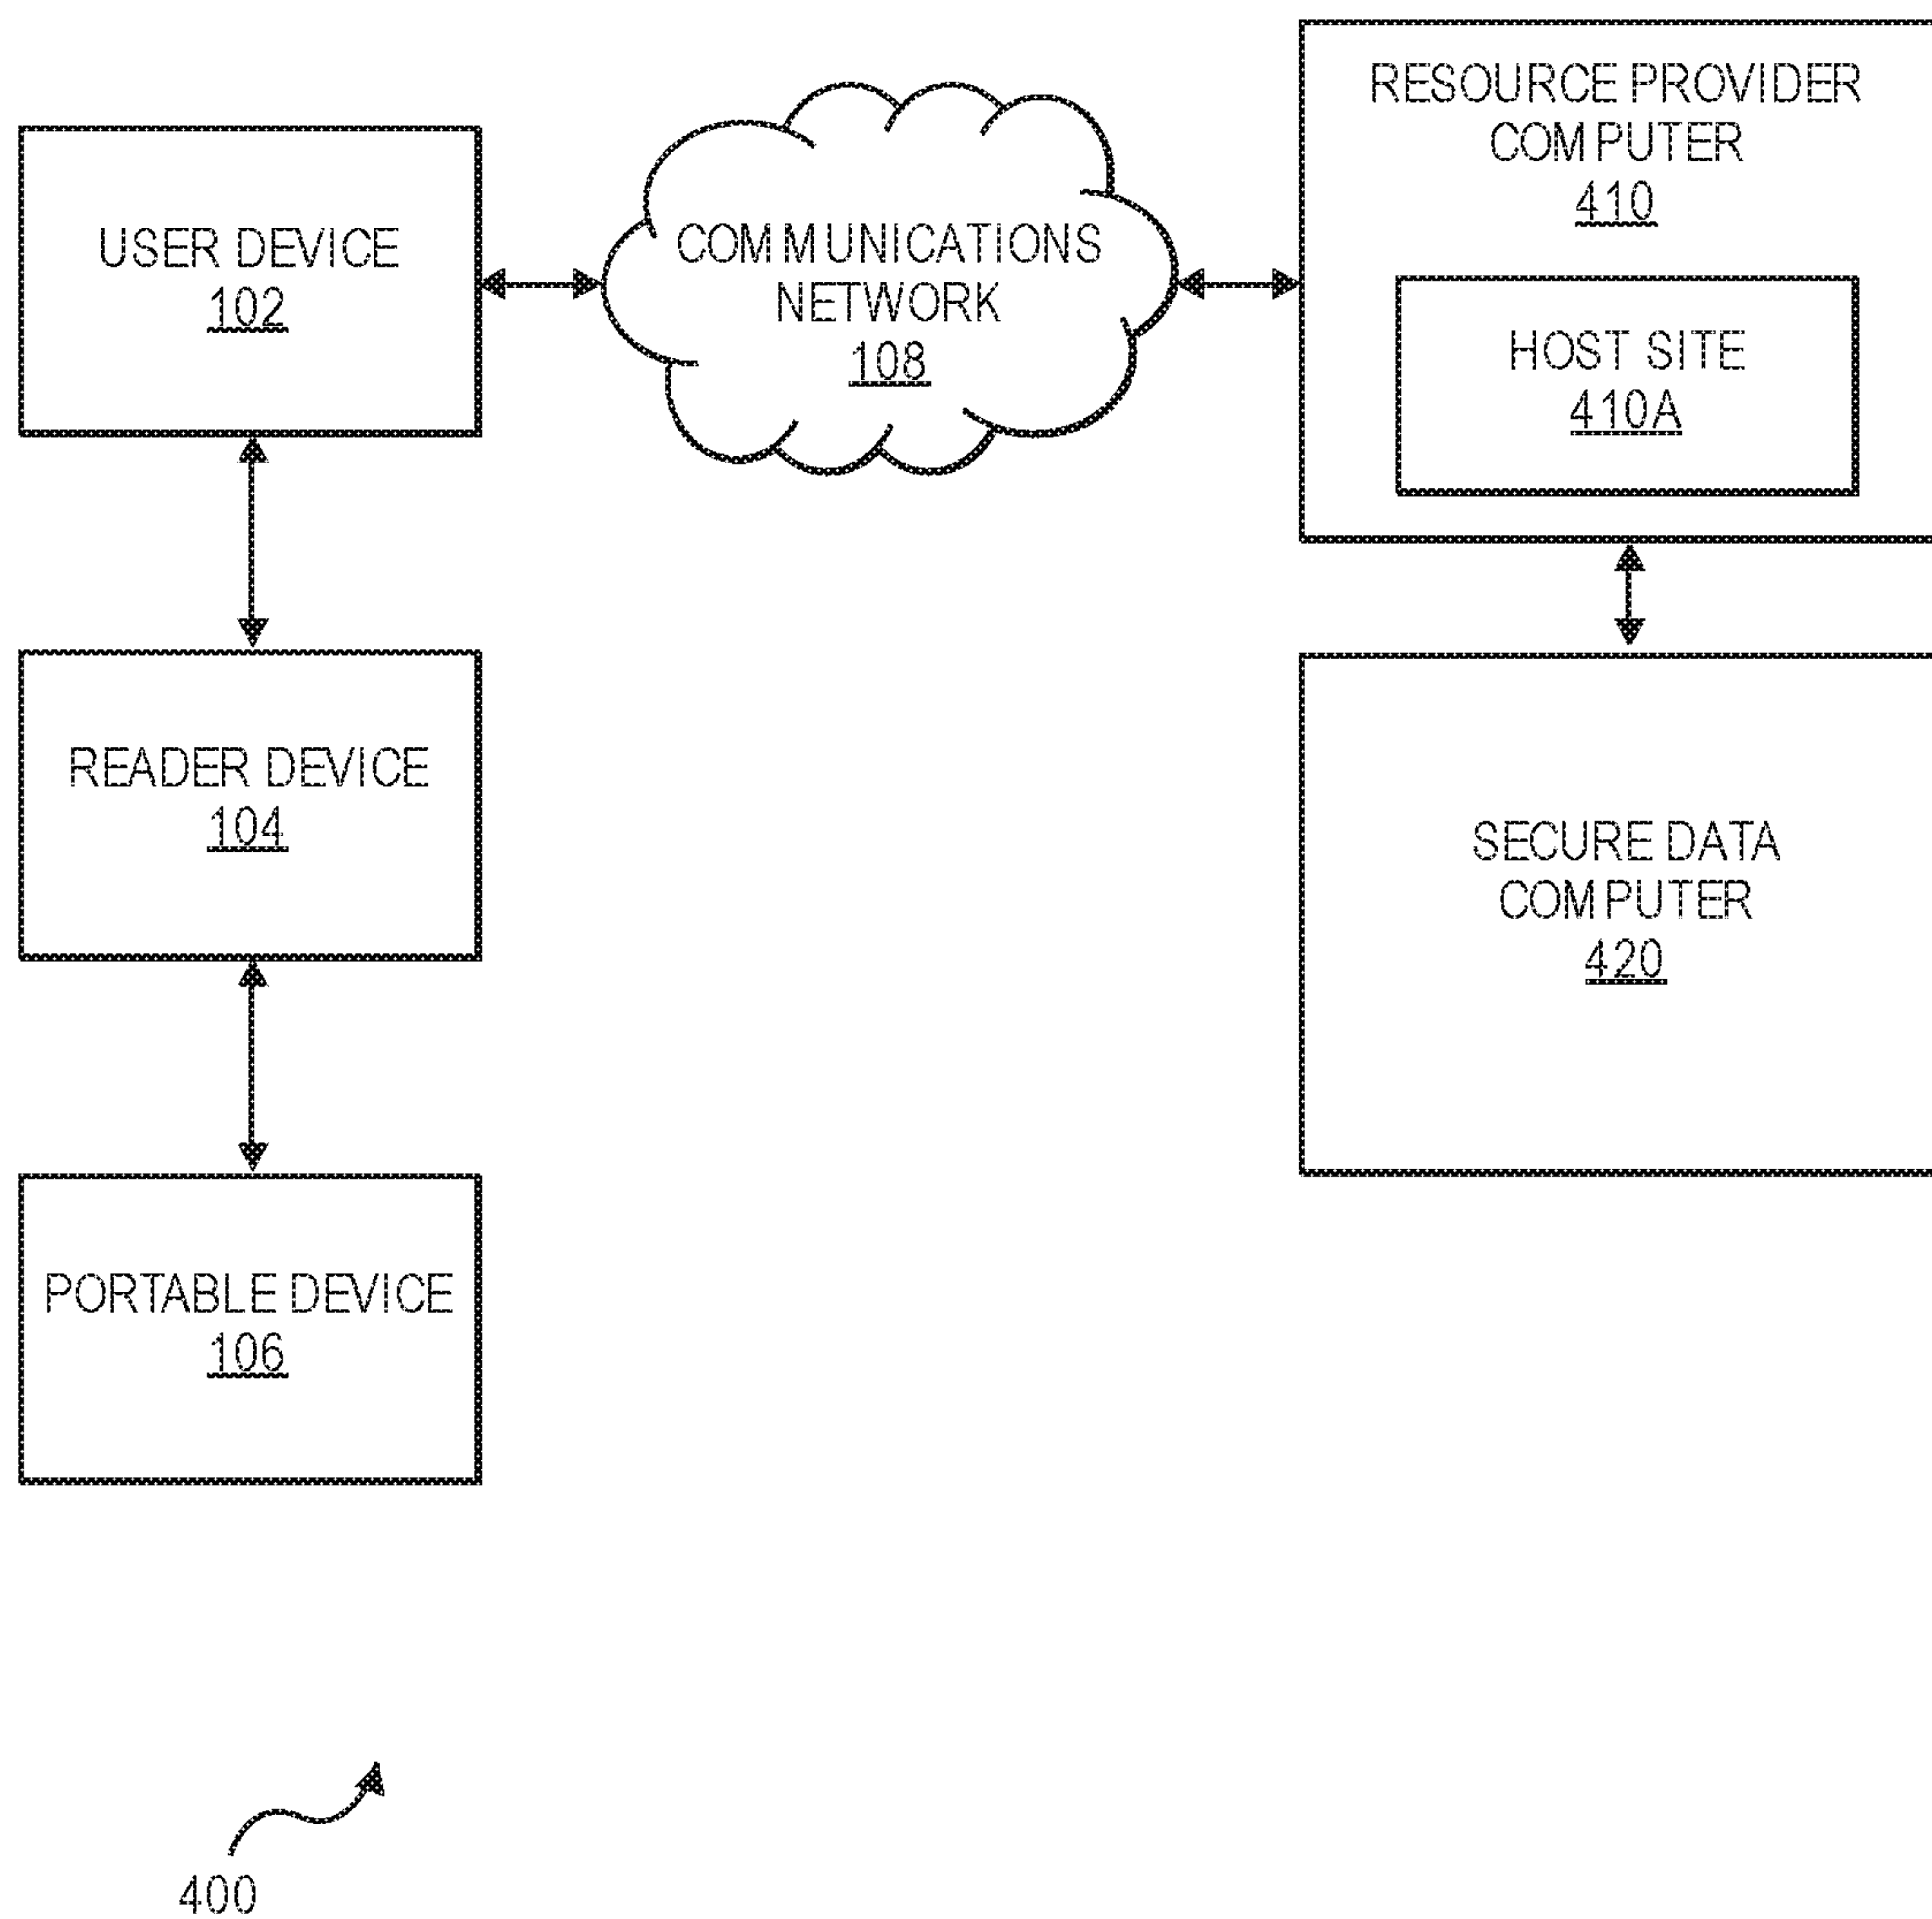 USER DEVICE
102
COMMUNICATIONS
NETWORK
108
RESOURCE PROVIDER
COMPUTER
410
HOST SITE
410A
READER DEVICE
104
SECURE DATA
COMPUTER
420
PORTABLE DEVICE
106
400